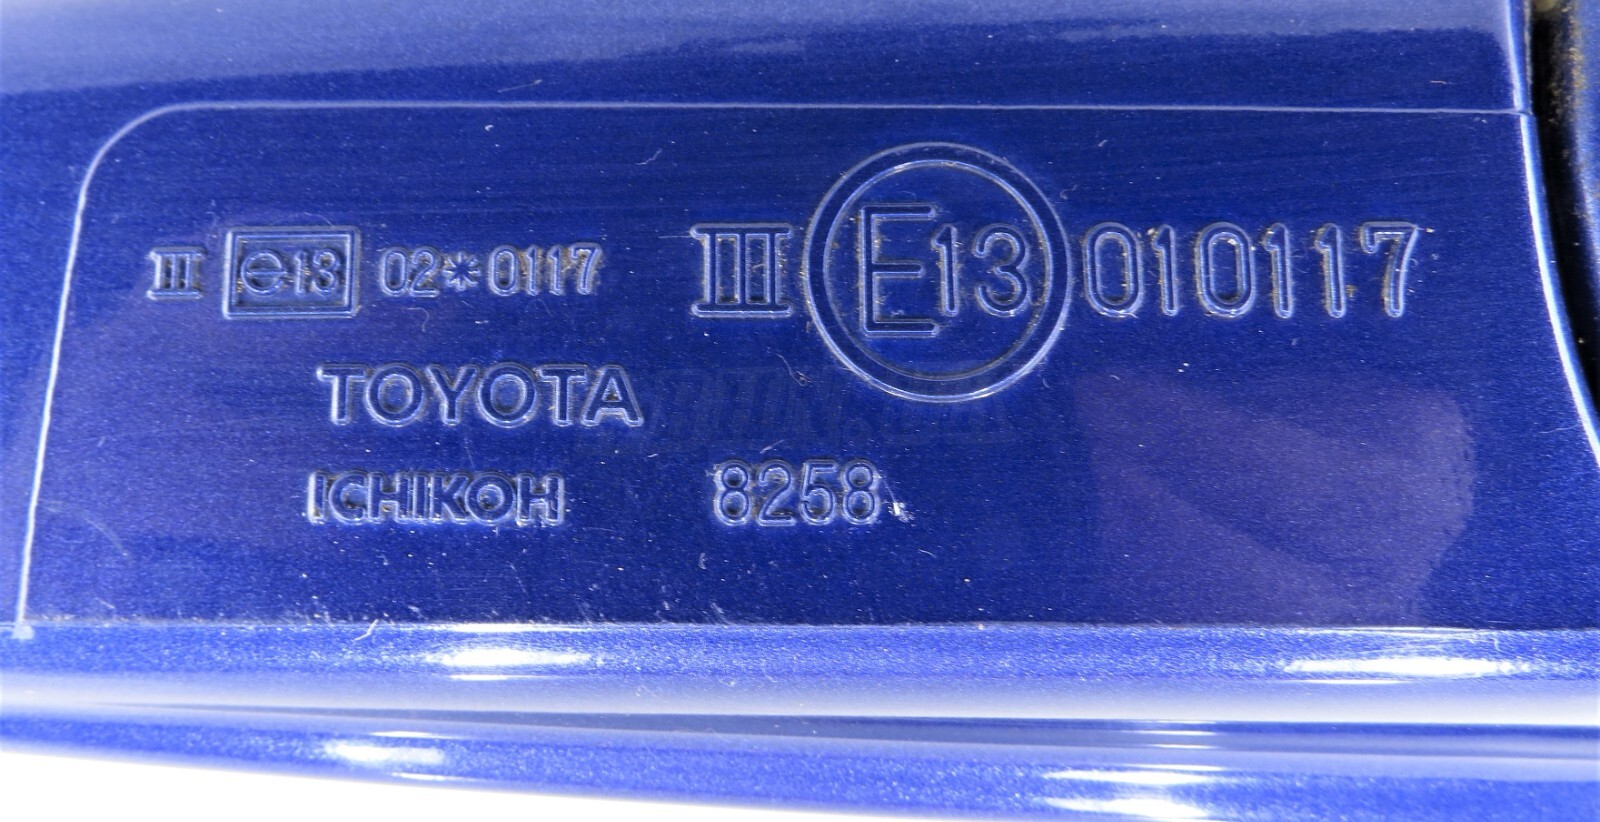 III e13 02*0117 III E13 010117
TOYOTA
ICHIKOH 8258